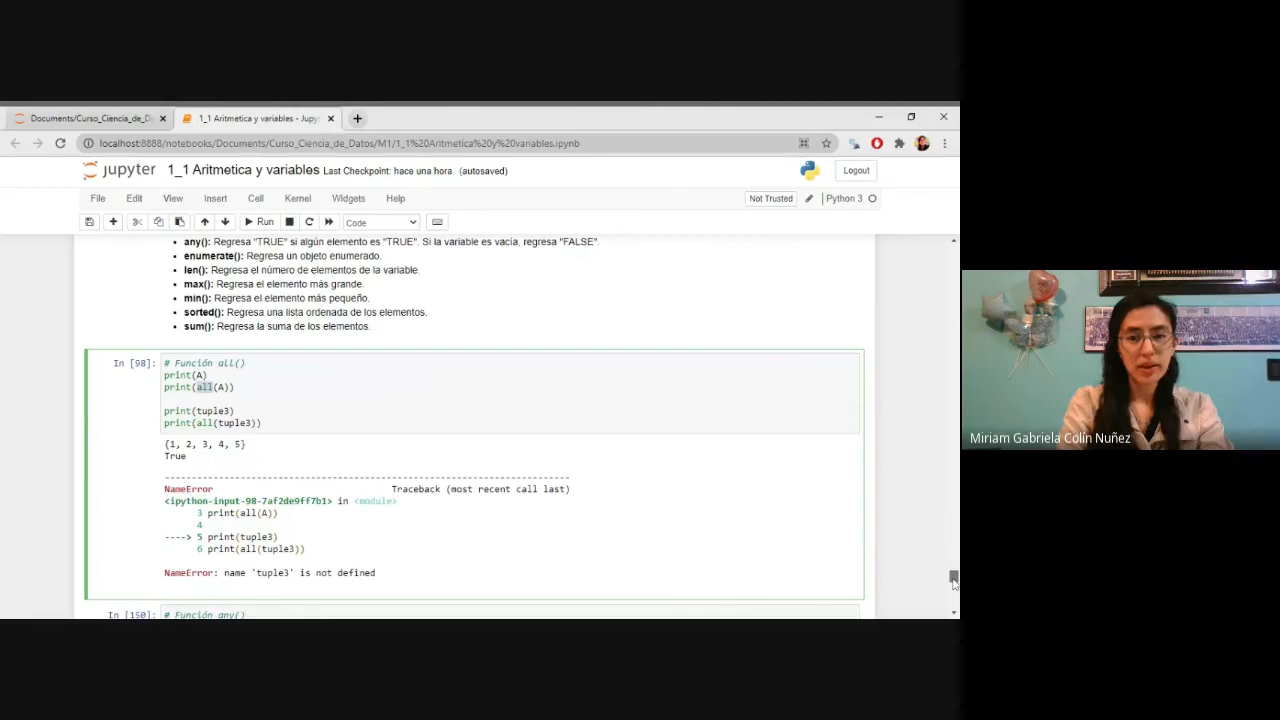 Documents/Curso_Ciencia_de_Da
1_1 Aritmetica y variables - Jupyt
localhost:8888/notebooks/Documents/Curso_Ciencia_de_Datos/M1/1_1%20Aritmetica%20y%20variables.ipynb
jupyter 1_1 Aritmetica y variables Last Checkpoint: hace una hora (autosaved)
Logout
File Edit View Insert Cell Kernel Widgets Help
Not Trusted
Python 3
Run
Code
any(): Regresa "TRUE" si algún elemento es "TRUE". Si la variable es vacía, regresa "FALSE".
enumerate(): Regresa un objeto enumerado.
len(): Regresa el número de elementos de la variable.
max(): Regresa el elemento más grande.
min(): Regresa el elemento más pequeño.
sorted(): Regresa una lista ordenada de los elementos.
sum(): Regresa la suma de los elementos.
In [98]: # Función all()
print(A)
print(all(A))
print(tuple3)
print(all(tuple3))
{1, 2, 3, 4, 5}
True
---------------------------------------------------------------------------
NameError Traceback (most recent call last)
<ipython-input-98-7af2de9ff7b1> in <module>
3 print(all(A))
4
----> 5 print(tuple3)
6 print(all(tuple3))
NameError: name 'tuple3' is not defined
In [150]: # Función any()
Miriam Gabriela Colín Nuñez